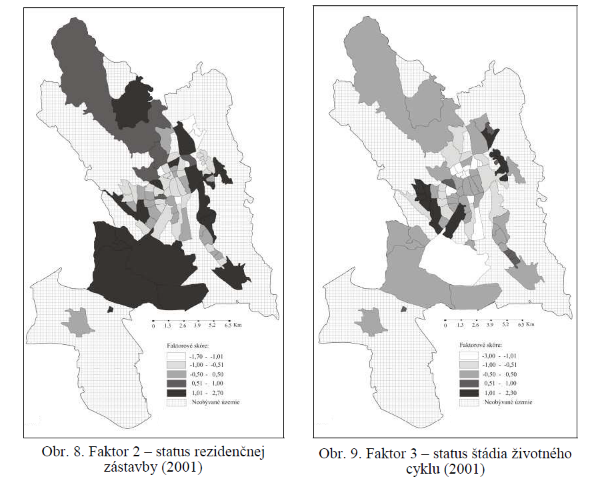 0 1.3 2.6 3.9 5.2 6.5 Km
Faktorové skóre:
-1,70 - -1,01
-1,00 - -0,51
-0,50 - 0,50
0,51 - 1,00
1,01 - 2,70
Neobývané územie
Obr. 8. Faktor 2 – status rezidenčnej
zástavby (2001)
0 1.3 2.6 3.9 5.2 6.5 Km
Faktorové skóre:
-3,00 - -1,01
-1,00 - -0,51
-0,50 - 0,50
0,51 - 1,00
1,01 - 2,30
Neobývané územie
Obr. 9. Faktor 3 – status štádia životného
cyklu (2001)